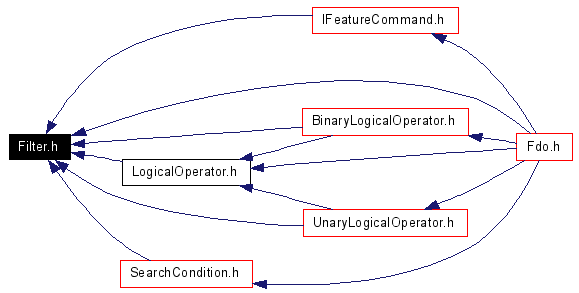 IFeatureCommand.h
BinaryLogicalOperator.h
Filter.h
Fdo.h
LogicalOperator.h
UnaryLogicalOperator.h
SearchCondition.h